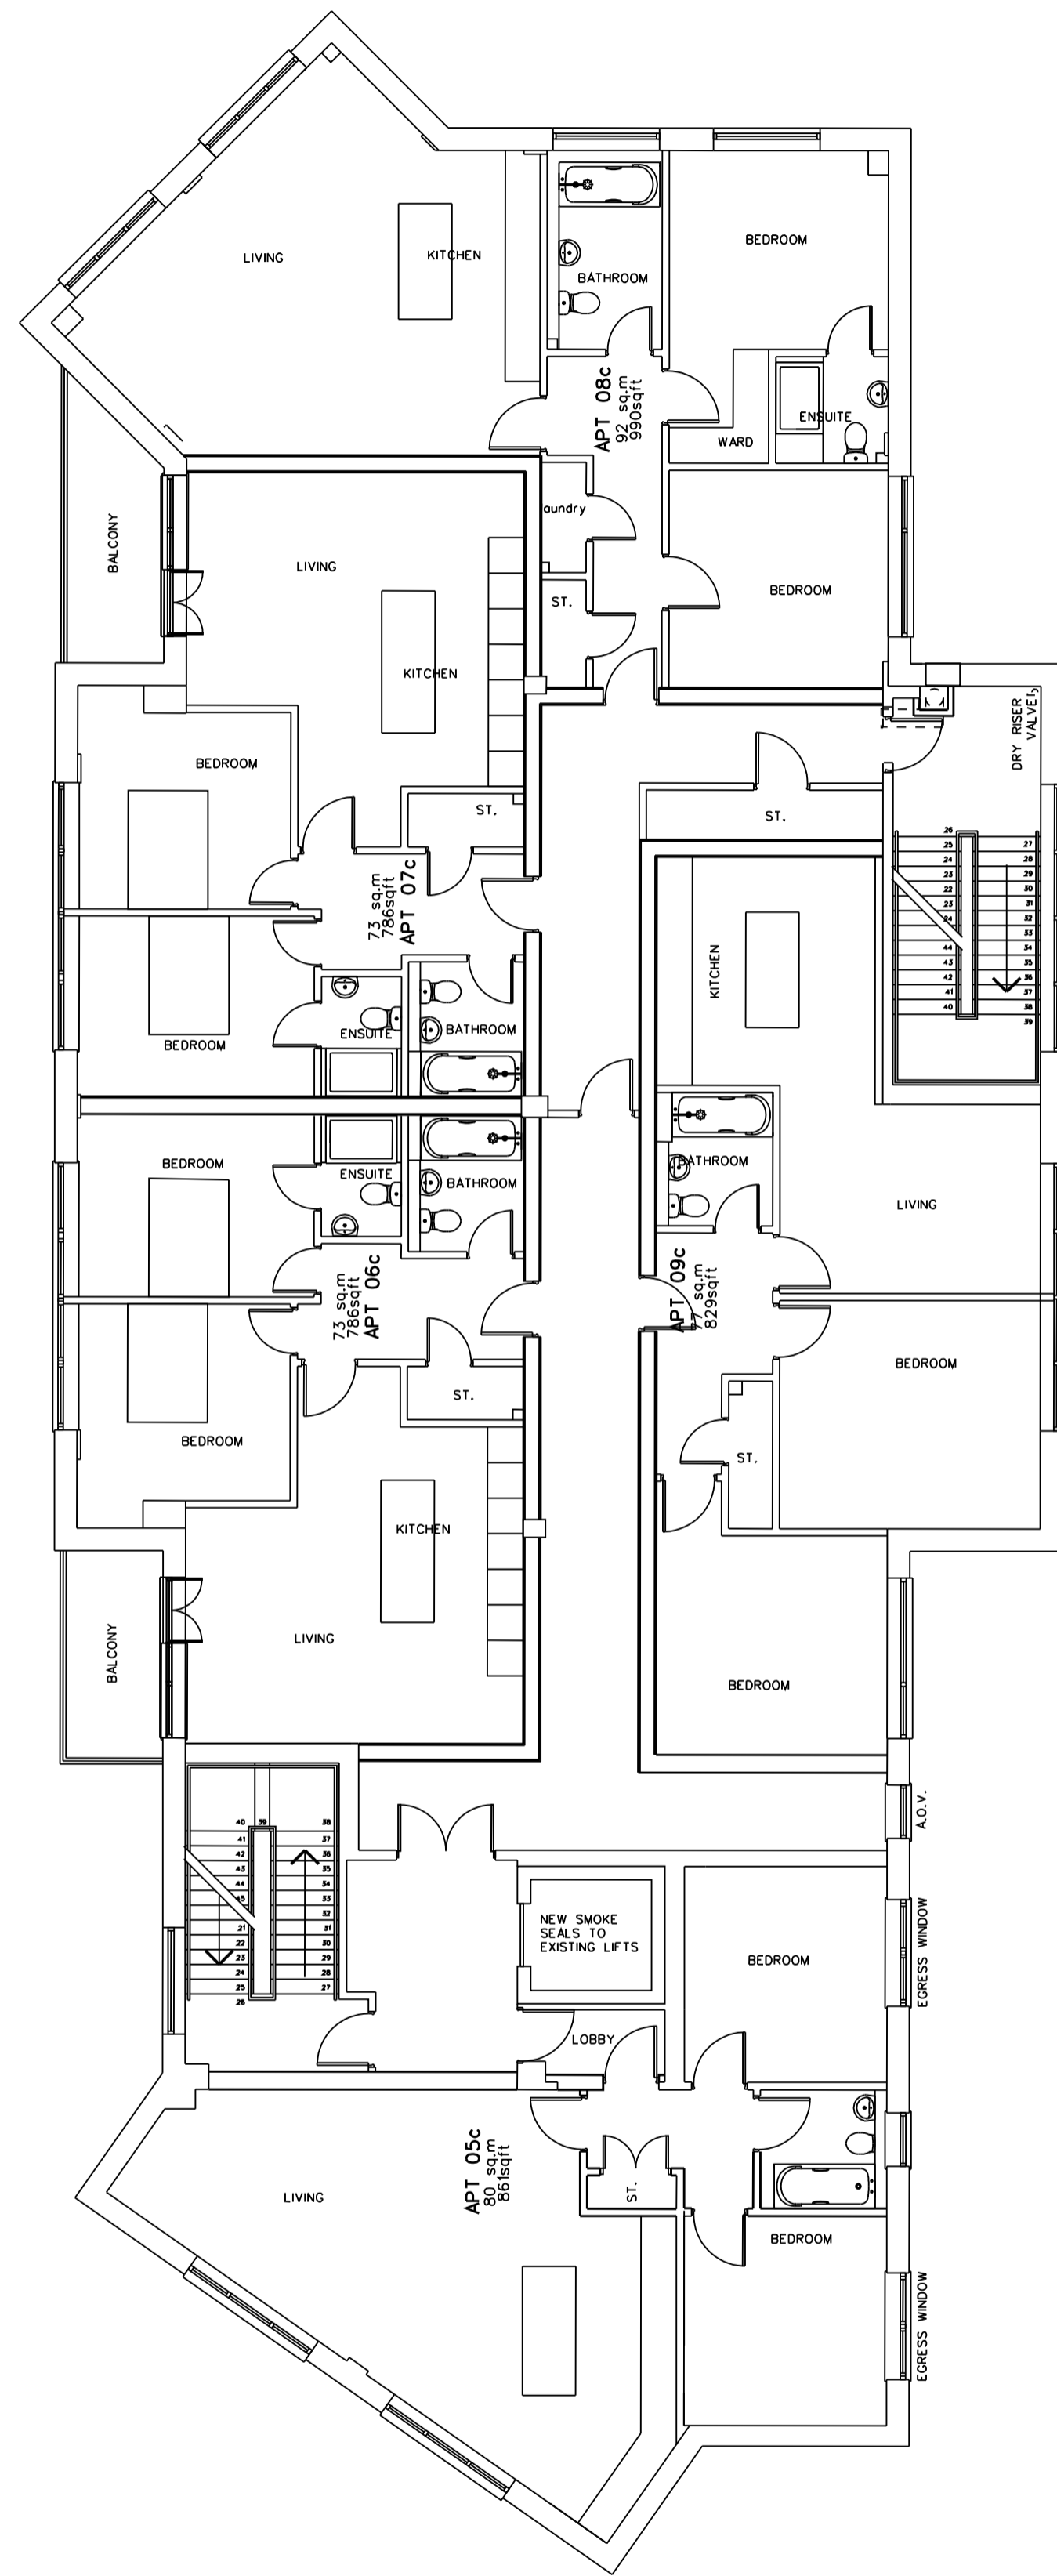 LIVING
KITCHEN
BATHROOM
BEDROOM
APT 08c
92 sq.m
990sqft
ENSUITE
WARD
BALCONY
LIVING
aundry
ST.
BEDROOM
KITCHEN
DRY RISER
VALVE
BEDROOM
ST.
ST.
73 sq.m
786sqft
APT 07c
KITCHEN
BEDROOM
ENSUITE
BATHROOM
BEDROOM
ENSUITE
BATHROOM
BATHROOM
LIVING
73 sq.m
786sqft
APT 06c
APT 09c
77 sq.m
829sqft
BEDROOM
ST.
BEDROOM
ST.
KITCHEN
BALCONY
LIVING
BEDROOM
A.O.V.
NEW SMOKE
SEALS TO
EXISTING LIFTS
BEDROOM
EGRESS WINDOW
LOBBY
APT 05c
80 sq.m
861sqft
LIVING
ST.
BEDROOM
EGRESS WINDOW